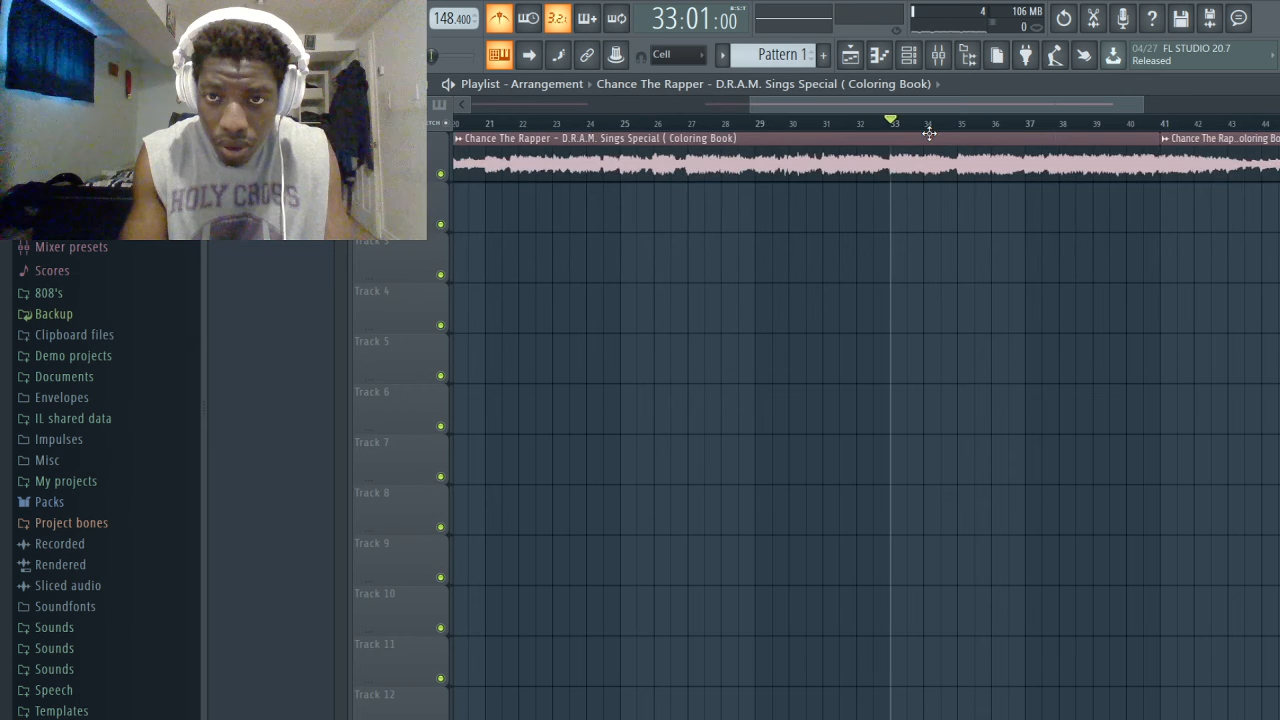 148.400
3.2.
33:01:00
B:S:T
4
106 MB
0
Cell
Pattern 1
04/27 FL STUDIO 20.7
Released
Playlist - Arrangement
Chance The Rapper - D.R.A.M. Sings Special ( Coloring Book)
20 21 22 23 24 25 26 27 28 29 30 31 32 33 34 35 36 37 38 39 40 41 42 43 44
Chance The Rapper - D.R.A.M. Sings Special ( Coloring Book)
Chance The Rap..oloring Bo
HOLY CROSS
Mixer presets
Scores
808's
Backup
Clipboard files
Demo projects
Documents
Envelopes
IL shared data
Impulses
Misc
My projects
Packs
Project bones
Recorded
Rendered
Sliced audio
Soundfonts
Sounds
Sounds
Sounds
Speech
Templates
Track 3
Track 4
Track 5
Track 6
Track 7
Track 8
Track 9
Track 10
Track 11
Track 12